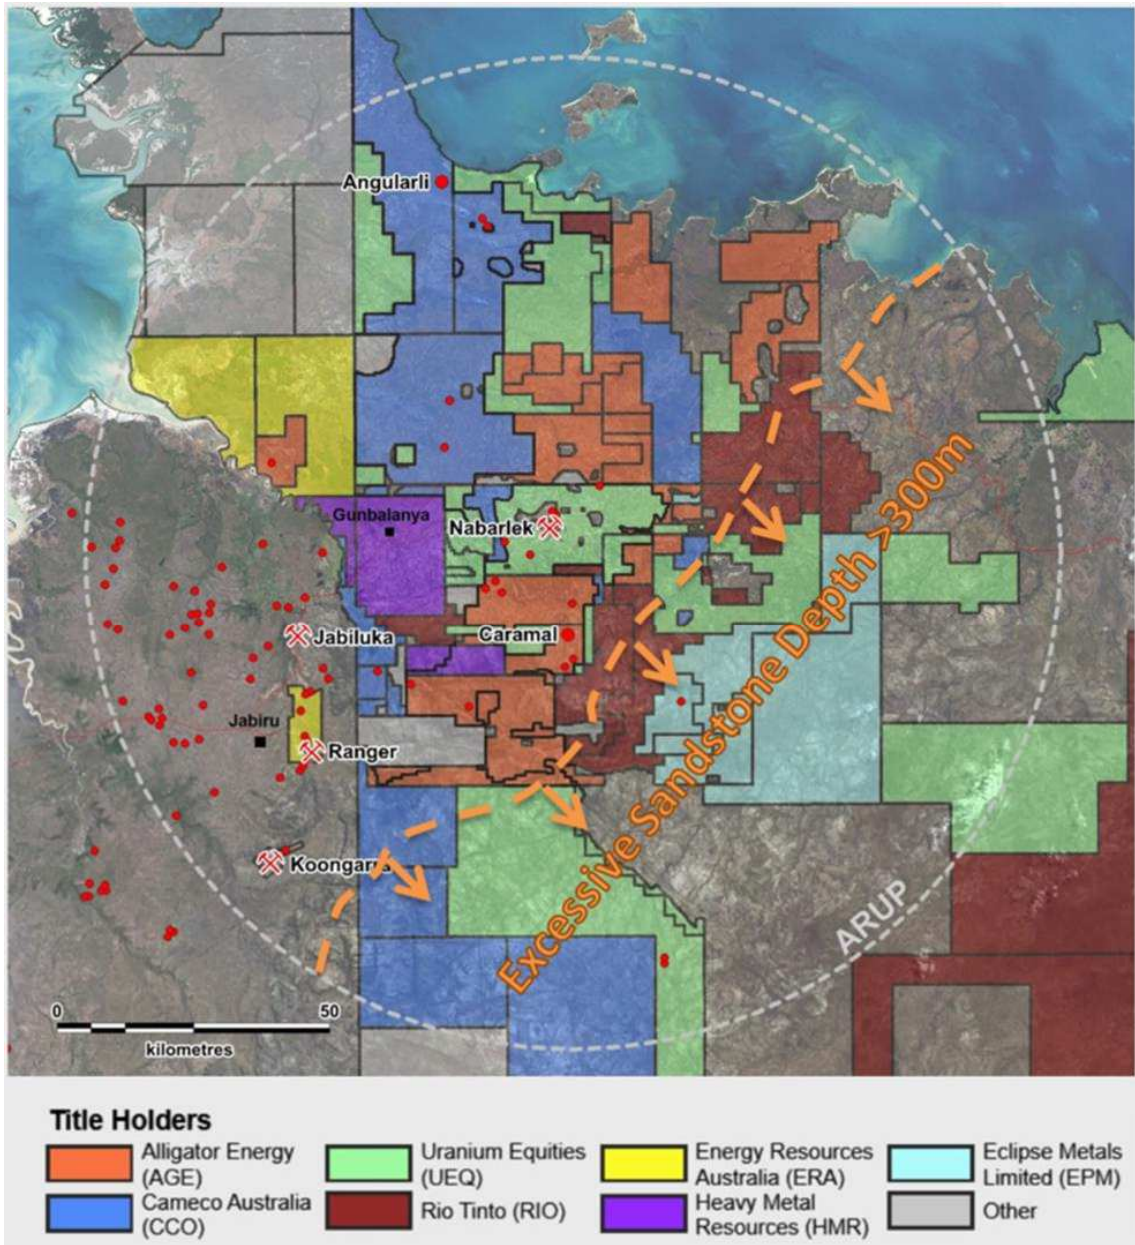 Angularli
Gunbalanya
Nabarlek
Jabiluka
Caramal
Jabiru
Ranger
Koongarra
Excessive Sandstone Depth >300m
ARUP
0 50
kilometres
Title Holders
Alligator Energy
(AGE)
Uranium Equities
(UEQ)
Energy Resources
Australia (ERA)
Eclipse Metals
Limited (EPM)
Cameco Australia
(CCO)
Rio Tinto (RIO)
Heavy Metal
Resources (HMR)
Other